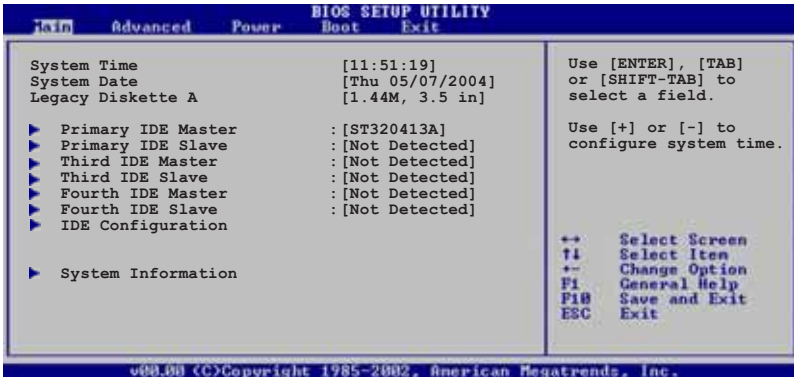 BIOS SETUP UTILITY
Main Advanced Power Boot Exit
System Time [11:51:19]
System Date [Thu 05/07/2004]
Legacy Diskette A [1.44M, 3.5 in]
Primary IDE Master :[ST320413A]
Primary IDE Slave :[Not Detected]
Third IDE Master :[Not Detected]
Third IDE Slave :[Not Detected]
Fourth IDE Master :[Not Detected]
Fourth IDE Slave :[Not Detected]
IDE Configuration
System Information
Use [ENTER], [TAB]
or [SHIFT-TAB] to
select a field.
Use [+] or [-] to
configure system time.
↔ Select Screen
↑↓ Select Item
+- Change Option
F1 General Help
F10 Save and Exit
ESC Exit
v00.00 (C)Copyright 1985-2002, American Megatrends, Inc.